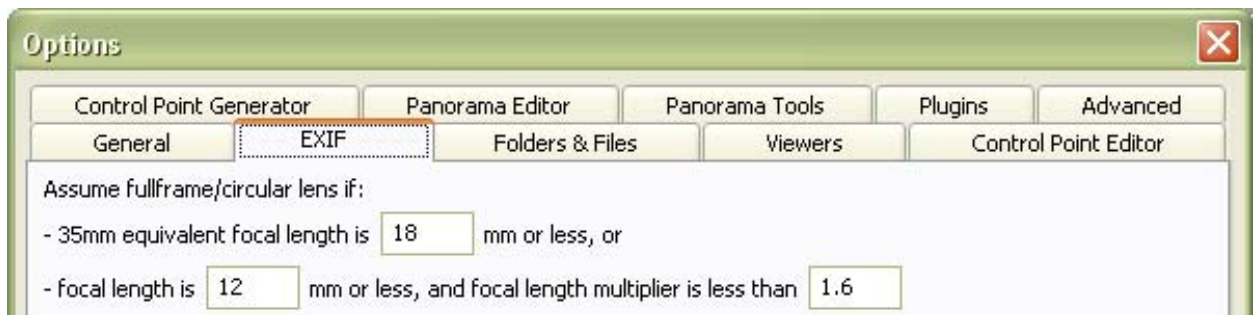 Options
Control Point Generator Panorama Editor Panorama Tools Plugins Advanced
General EXIF Folders & Files Viewers Control Point Editor
Assume fullframe/circular lens if:
- 35mm equivalent focal length is 18 mm or less, or
- focal length is 12 mm or less, and focal length multiplier is less than 1.6